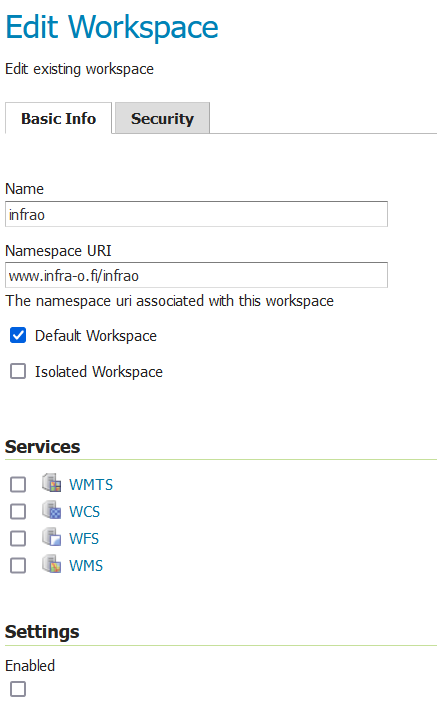 Edit Workspace
Edit existing workspace
Basic Info Security
Name
infrao
Namespace URI
www.infra-o.fi/infrao
The namespace uri associated with this workspace
Default Workspace
Isolated Workspace
Services
WMTS
WCS
WFS
WMS
Settings
Enabled